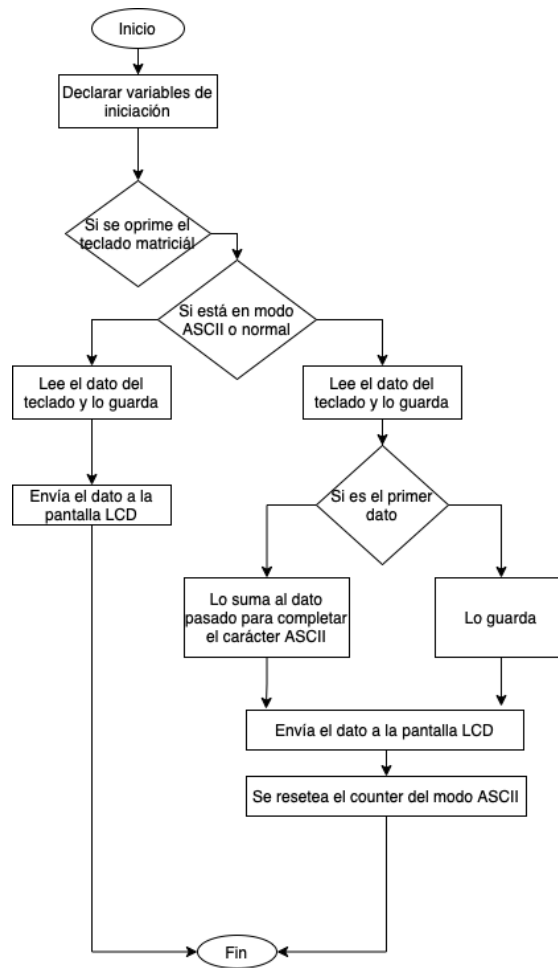 Inicio
Declarar variables de
iniciación
Si se oprime el
teclado matriciál
Si está en modo
ASCII o normal
Lee el dato del
teclado y lo guarda
Lee el dato del
teclado y lo guarda
Envía el dato a la
pantalla LCD
Si es el primer
dato
Lo suma al dato
pasado para completar
el carácter ASCII
Lo guarda
Envía el dato a la pantalla LCD
Se resetea el counter del modo ASCII
Fin